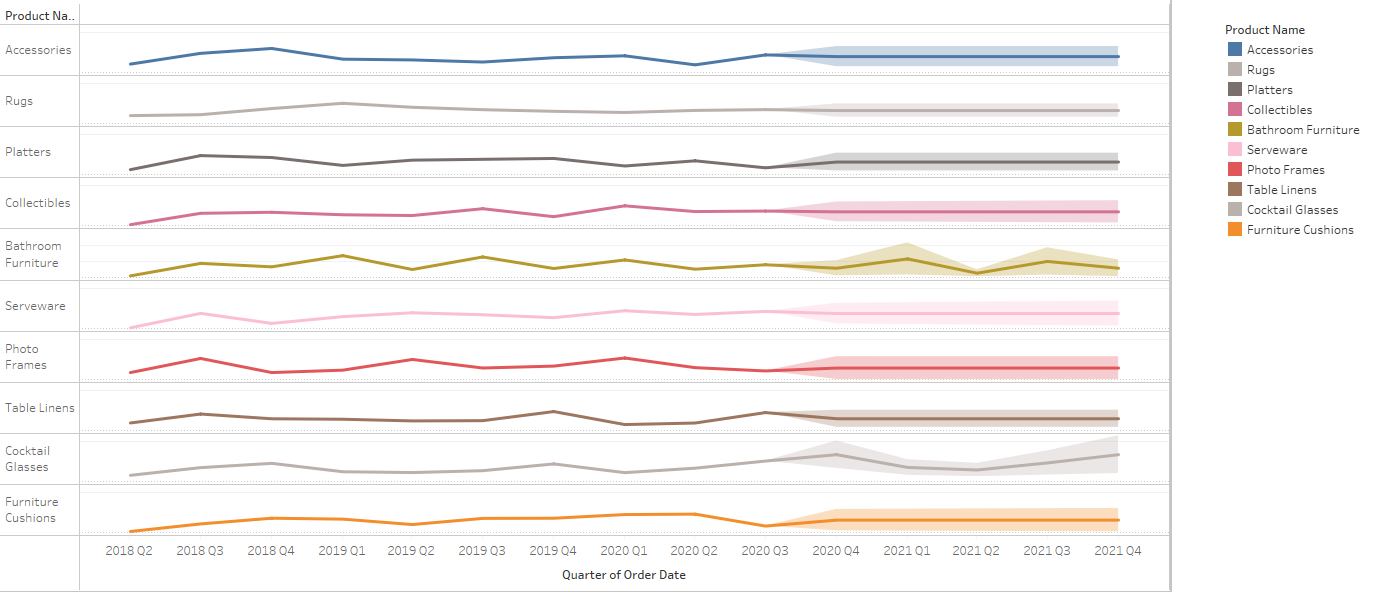 Product Na..
Accessories
Rugs
Platters
Collectibles
Bathroom
Furniture
Serveware
Photo
Frames
Table Linens
Cocktail
Glasses
Furniture
Cushions
2018 Q2 2018 Q3 2018 Q4 2019 Q1 2019 Q2 2019 Q3 2019 Q4 2020 Q1 2020 Q2 2020 Q3 2020 Q4 2021 Q1 2021 Q2 2021 Q3 2021 Q4
Quarter of Order Date
Product Name
Accessories
Rugs
Platters
Collectibles
Bathroom Furniture
Serveware
Photo Frames
Table Linens
Cocktail Glasses
Furniture Cushions